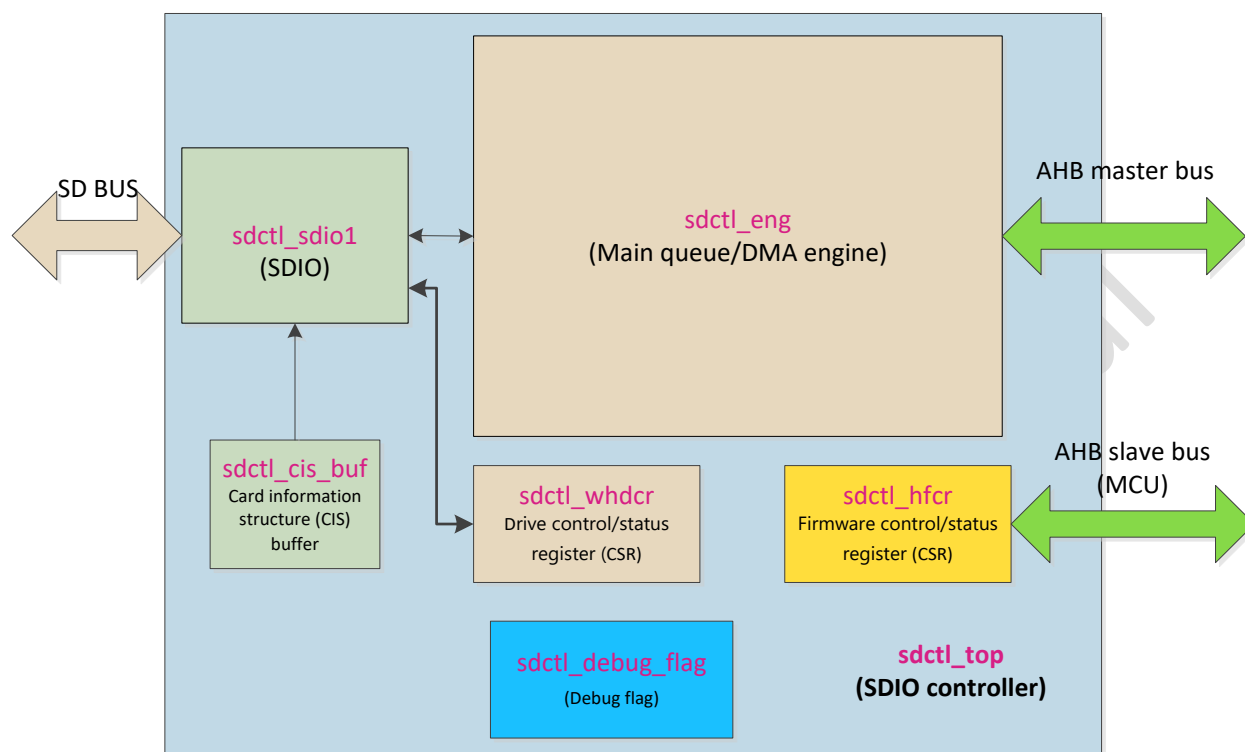 SD BUS
sdctl_sdio1
(SDIO)
sdctl_eng
(Main queue/DMA engine)
AHB master bus
sdctl_cis_buf
Card information
structure (CIS)
buffer
sdctl_whdcr
Drive control/status
register (CSR)
sdctl_hfcr
Firmware control/status
register (CSR)
AHB slave bus
(MCU)
sdctl_debug_flag
(Debug flag)
sdctl_top
(SDIO controller)